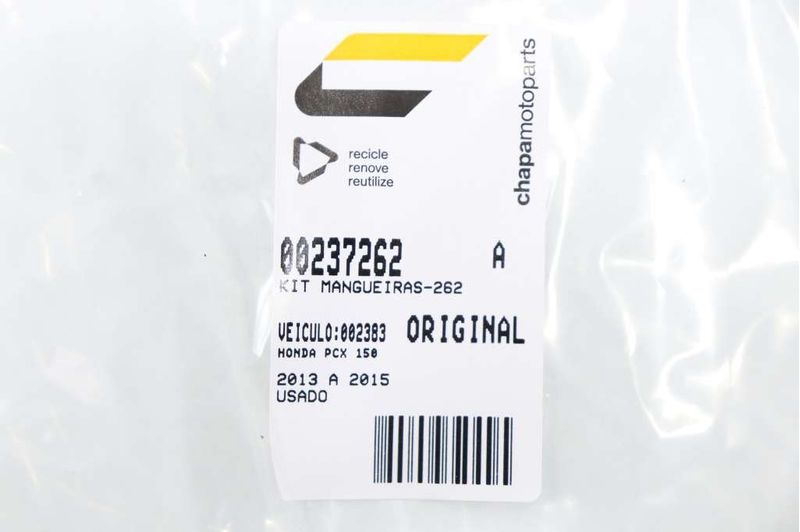 chapamotoparts
recicle
renove
reutilize
00237262 A
KIT MANGUEIRAS-262
VEICULO:002383 ORIGINAL
HONDA PCX 150
2013 A 2015
USADO